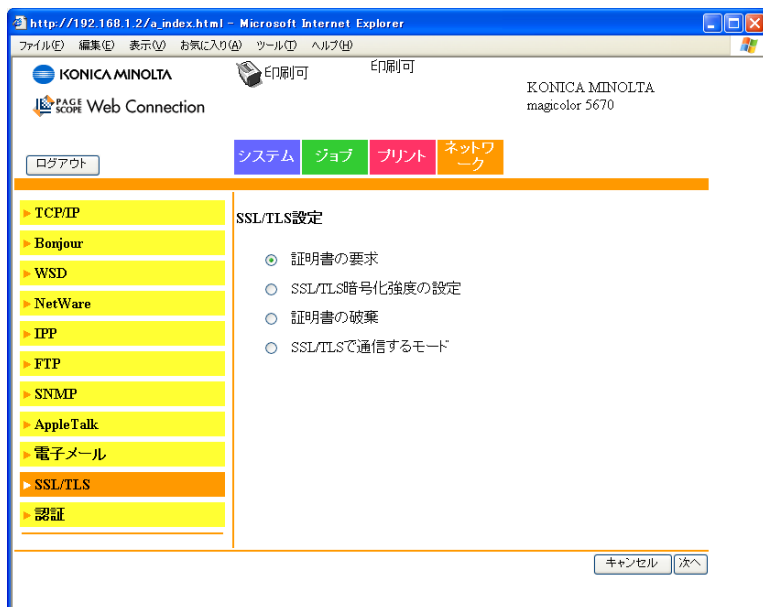 http://192.168.1.2/a_index.html - Microsoft Internet Explorer
ファイル(F) 編集(E) 表示(V) お気に入り(A) ツール(T) ヘルプ(H)
KONICA MINOLTA
印刷可
印刷可
PAGE SCOPE Web Connection
KONICA MINOLTA
magicolor 5670
ログアウト
システム
ジョブ
プリント
ネットワ
ーク
TCP/IP
Bonjour
WSD
NetWare
IPP
FTP
SNMP
AppleTalk
電子メール
SSL/TLS
認証
SSL/TLS設定
証明書の要求
SSL/TLS暗号化強度の設定
証明書の破棄
SSL/TLSで通信するモード
キャンセル
次へ